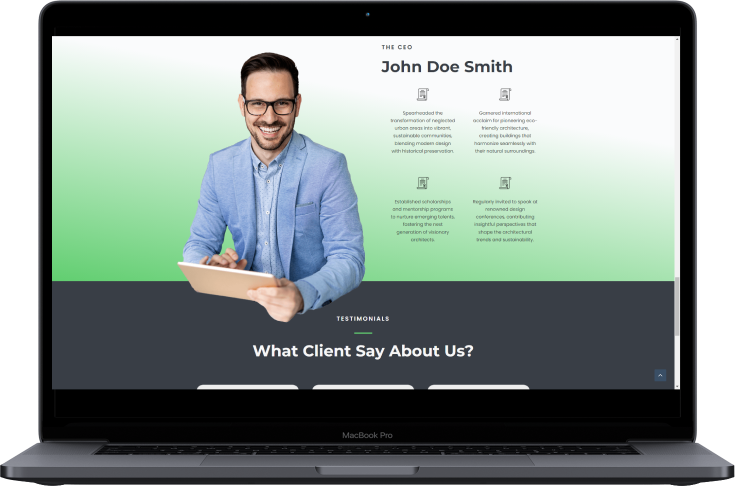 THE CEO
John Doe Smith
Spearheaded the
transformation of neglected
urban areas into vibrant,
sustainable communities,
blending modern design
with historical preservation.
Garnered international
acclaim for pioneering eco-
friendly architecture,
creating buildings that
harmonize seamlessly with
their natural surroundings.
Established scholarships
and mentorship programs
to nurture emerging talents,
fostering the next
generation of visionary
architects.
Regularly invited to speak at
renowned design
conferences, contributing
insightful perspectives that
shape the architectural
trends and sustainability.
TESTIMONIALS
What Client Say About Us?
MacBook Pro